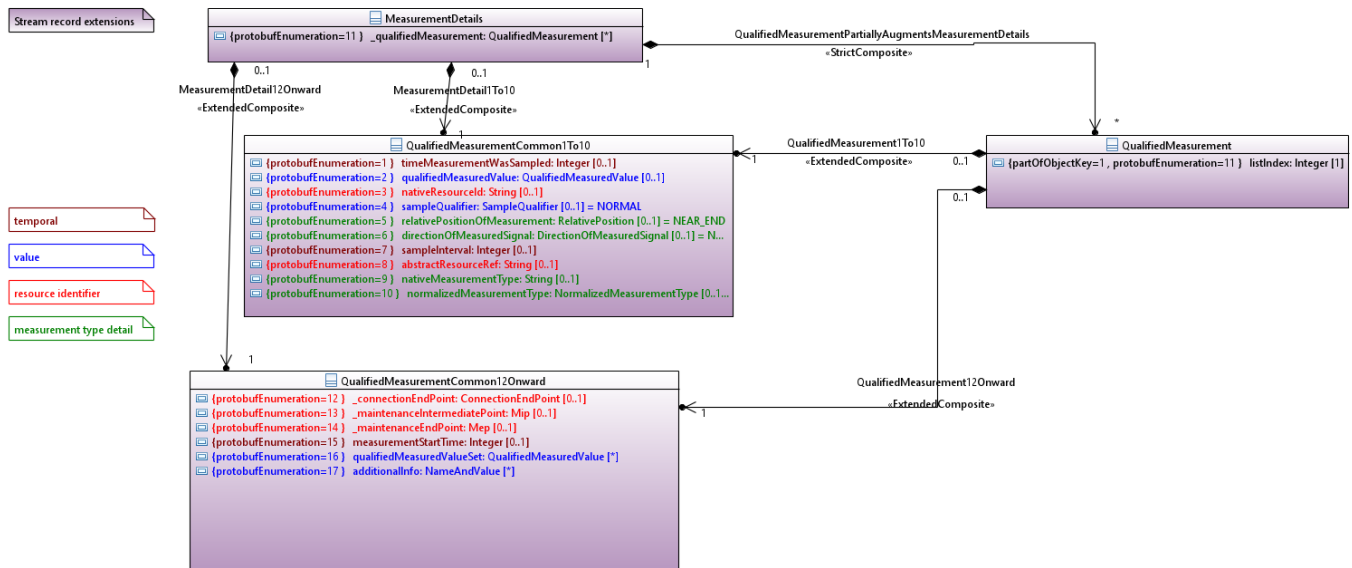 Stream record extensions
MeasurementDetails
{protobufEnumeration=11 } _qualifiedMeasurement: QualifiedMeasurement [*]
QualifiedMeasurementPartiallyAugmentsMeasurementDetails
«StrictComposite»
1
*
0..1
MeasurementDetail12Onward
«ExtendedComposite»
0..1
MeasurementDetail1To10
«ExtendedComposite»
1
QualifiedMeasurementCommon1To10
{protobufEnumeration=1 } timeMeasurementWasSampled: Integer [0..1]
{protobufEnumeration=2 } qualifiedMeasuredValue: QualifiedMeasuredValue [0..1]
{protobufEnumeration=3 } nativeResourceId: String [0..1]
{protobufEnumeration=4 } sampleQualifier: SampleQualifier [0..1] = NORMAL
{protobufEnumeration=5 } relativePositionOfMeasurement: RelativePosition [0..1] = NEAR_END
{protobufEnumeration=6 } directionOfMeasuredSignal: DirectionOfMeasuredSignal [0..1] = N...
{protobufEnumeration=7 } sampleInterval: Integer [0..1]
{protobufEnumeration=8 } abstractResourceRef: String [0..1]
{protobufEnumeration=9 } nativeMeasurementType: String [0..1]
{protobufEnumeration=10 } normalizedMeasurementType: NormalizedMeasurementType [0..1...
QualifiedMeasurement1To10
«ExtendedComposite»
1
0..1
QualifiedMeasurement
{partOfObjectKey=1 , protobufEnumeration=11 } listIndex: Integer [1]
0..1
temporal
value
resource identifier
measurement type detail
1
QualifiedMeasurementCommon12Onward
{protobufEnumeration=12 } _connectionEndPoint: ConnectionEndPoint [0..1]
{protobufEnumeration=13 } _maintenanceIntermediatePoint: Mip [0..1]
{protobufEnumeration=14 } _maintenanceEndPoint: Mep [0..1]
{protobufEnumeration=15 } measurementStartTime: Integer [0..1]
{protobufEnumeration=16 } qualifiedMeasuredValueSet: QualifiedMeasuredValue [*]
{protobufEnumeration=17 } additionalInfo: NameAndValue [*]
QualifiedMeasurement12Onward
«ExtendedComposite»
1